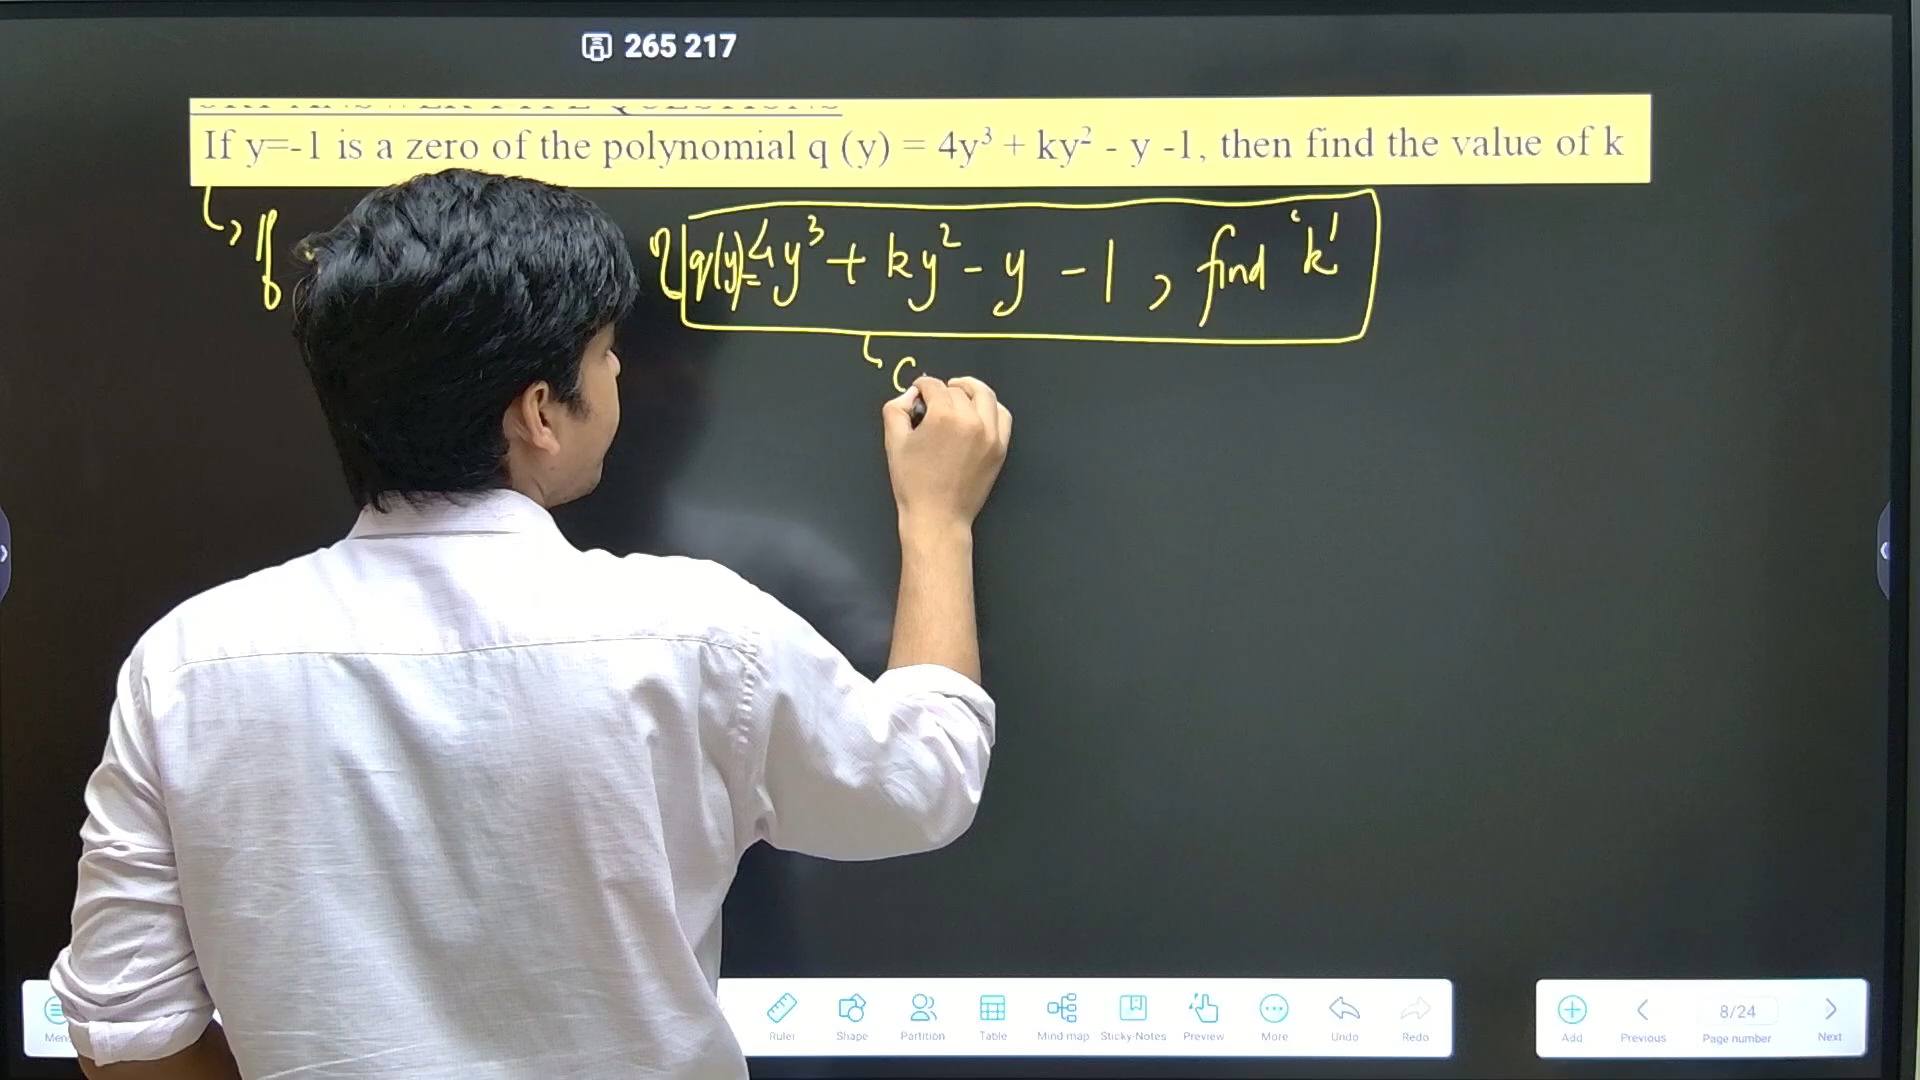 265 217
If y=-1 is a zero of the polynomial q (y) = 4y³ + ky² - y -1, then find the value of k
If
q(y)=4y³ + ky² - y - 1, find 'k'
C
Ruler Shape Partition Table Mind map Sticky-Notes Preview More Undo Redo
Add Previous 8/24 Page number Next